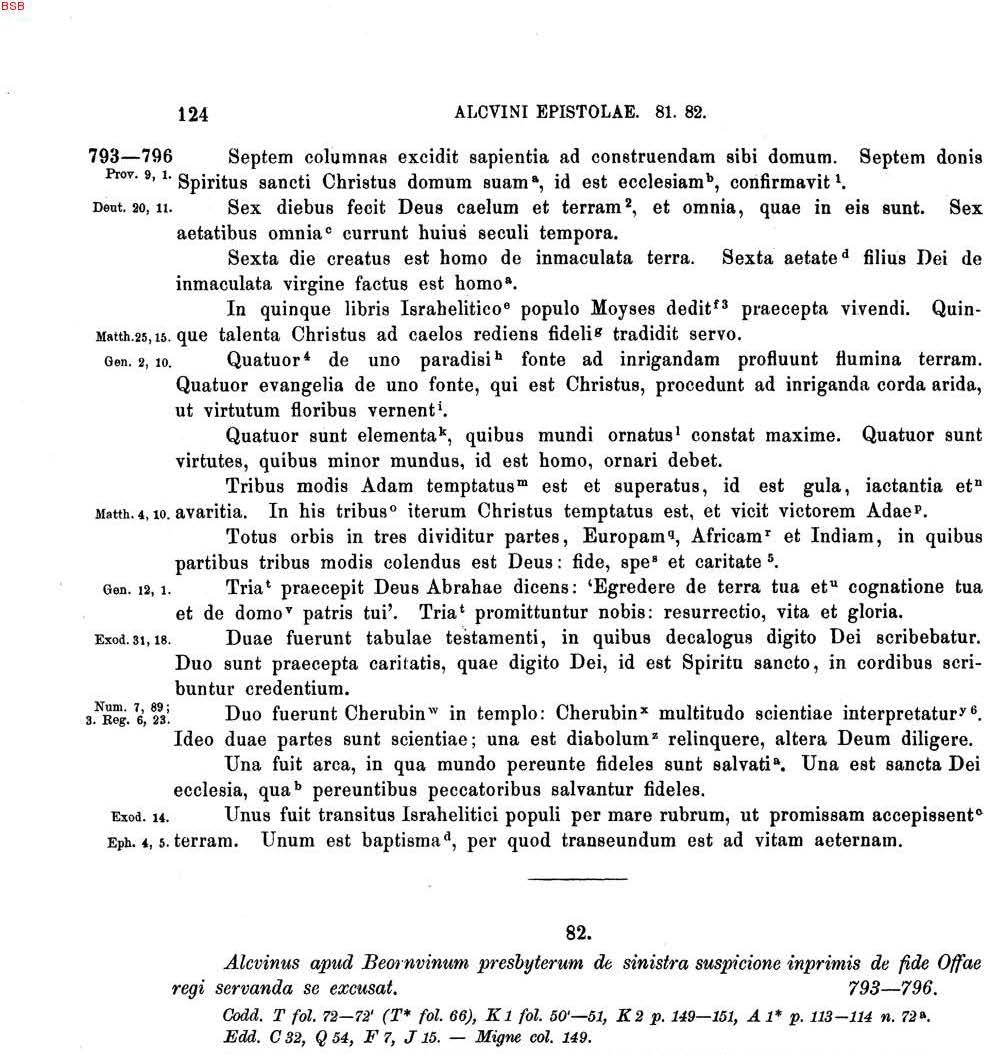 BSB
124 ALCVINI EPISTOLAE. 81. 82.
793—796 Septem columnas excidit sapientia ad construendam sibi domum. Septem donis
Prov. 9, 1. Spiritus sancti Christus domum suam a, id est ecclesiam b, confirmavit 1.
Deut. 20, 11. Sex diebus fecit Deus caelum et terram 2, et omnia, quae in eis sunt. Sex
aetatibus omnia c currunt huius seculi tempora.
Sexta die creatus est homo de inmaculata terra. Sexta aetate d filius Dei de
inmaculata virgine factus est homo a.
In quinque libris Israhelitico e populo Moyses dedit f 3 praecepta vivendi. Quin-
Matth. 25, 15. que talenta Christus ad caelos rediens fideli g tradidit servo.
Gen. 2, 10. Quatuor 4 de uno paradisi h fonte ad inrigandam profluunt flumina terram.
Quatuor evangelia de uno fonte, qui est Christus, procedunt ad inriganda corda arida,
ut virtutum floribus vernent i.
Quatuor sunt elementa k, quibus mundi ornatus l constat maxime. Quatuor sunt
virtutes, quibus minor mundus, id est homo, ornari debet.
Tribus modis Adam temptatus m est et superatus, id est gula, iactantia et n
Matth. 4, 10. avaritia. In his tribus o iterum Christus temptatus est, et vicit victorem Adae p.
Totus orbis in tres dividitur partes, Europam q, Africam r et Indiam, in quibus
partibus tribus modis colendus est Deus: fide, spe s et caritate 5.
Gen. 12, 1. Tria t praecepit Deus Abrahae dicens: ‘Egredere de terra tua et u cognatione tua
et de domo v patris tui’. Tria t promittuntur nobis: resurrectio, vita et gloria.
Exod. 31, 18. Duae fuerunt tabulae testamenti, in quibus decalogus digito Dei scribebatur.
Duo sunt praecepta caritatis, quae digito Dei, id est Spiritu sancto, in cordibus scri-
buntur credentium.
Num. 7, 89;
3. Reg. 6, 23. Duo fuerunt Cherubin w in templo: Cherubin x multitudo scientiae interpretatur y 6.
Ideo duae partes sunt scientiae; una est diabolum z relinquere, altera Deum diligere.
Una fuit arca, in qua mundo pereunte fideles sunt salvati a. Una est sancta Dei
ecclesia, qua b pereuntibus peccatoribus salvantur fideles.
Exod. 14. Unus fuit transitus Israhelitici populi per mare rubrum, ut promissam accepissent c
Eph. 4, 5. terram. Unum est baptisma d, per quod transeundum est ad vitam aeternam.
82.
Alcvinus apud Beornvinum presbyterum de sinistra suspicione inprimis de fide Offae
regi servanda se excusat. 793—796.
Codd. T fol. 72—72' (T* fol. 66), K 1 fol. 50'—51, K 2 p. 149—151, A 1* p. 113—114 n. 72 a.
Edd. C 32, Q 54, F 7, J 15. — Migne col. 149.